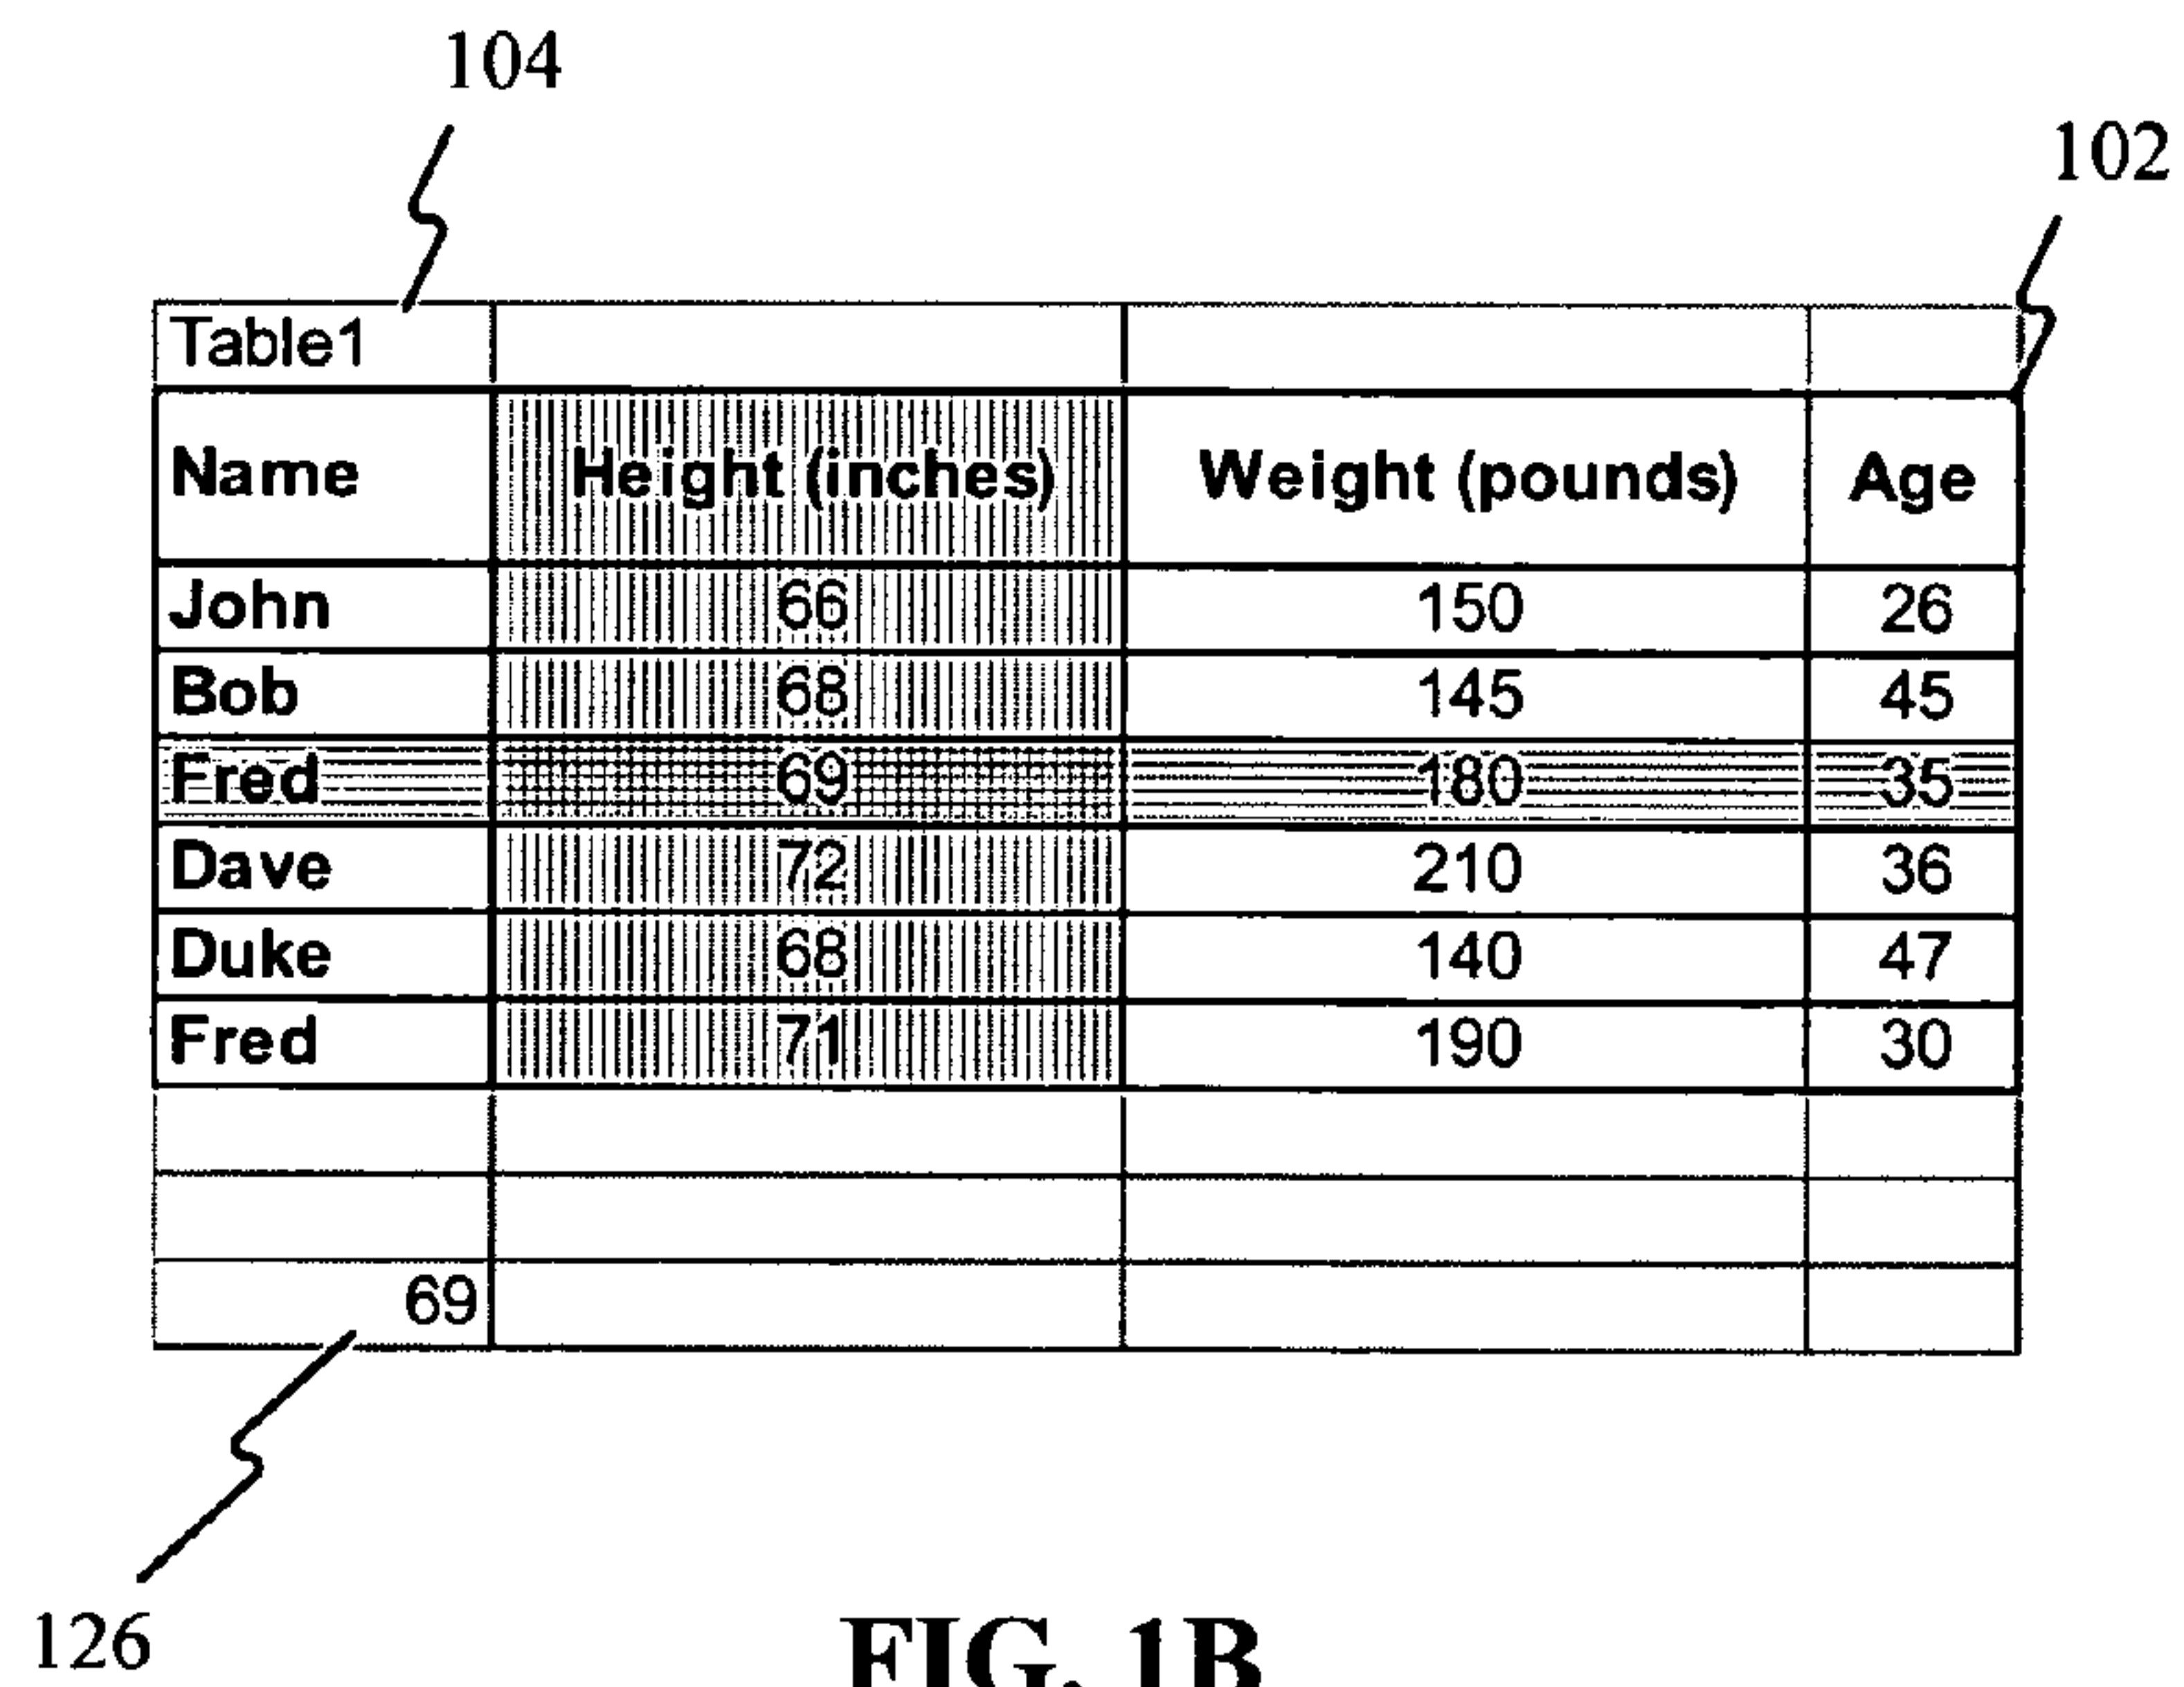 104
102
Table1
Name Height (inches) Weight (pounds) Age
John 66 150 26
Bob 68 145 45
Fred 69 180 35
Dave 72 210 36
Duke 68 140 47
Fred 71 190 30
69
126
FIG. 1B